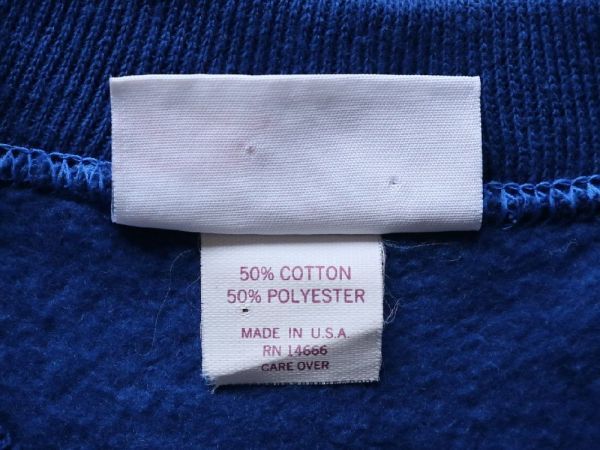 50% COTTON
50% POLYESTER
MADE IN U.S.A.
RN 14666
CARE OVER